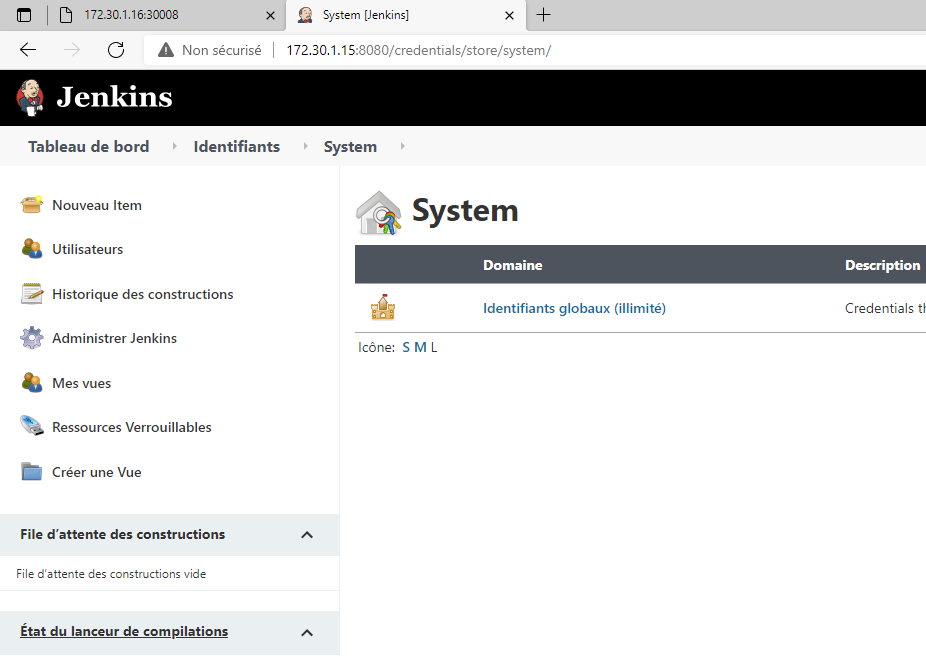 172.30.1.16:30008
System [Jenkins]
Non sécurisé
172.30.1.15:8080/credentials/store/system/
Jenkins
Tableau de bord
Identifiants
System
Nouveau Item
Utilisateurs
Historique des constructions
Administrer Jenkins
Mes vues
Ressources Verrouillables
Créer une Vue
File d’attente des constructions
File d’attente des constructions vide
État du lanceur de compilations
System
Domaine Description
Identifiants globaux (illimité) Credentials
Icône: S M L